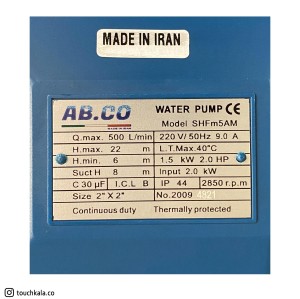 MADE IN IRAN
AB.CO
WATER PUMP CE
Model SHFm5AM
Q.max. 500 L/min 220 V/ 50Hz 9.0 A
H.max. 22 m L.T.Max.40°C
H.min. 6 m 1.5 kW 2.0 HP
Suct H 8 m Input 2.0 kW
C 30 µF I.C.L B IP 44 2850 r.p.m
Size 2" X 2" No.2009
Continuous duty Thermally protected
touchkala.co